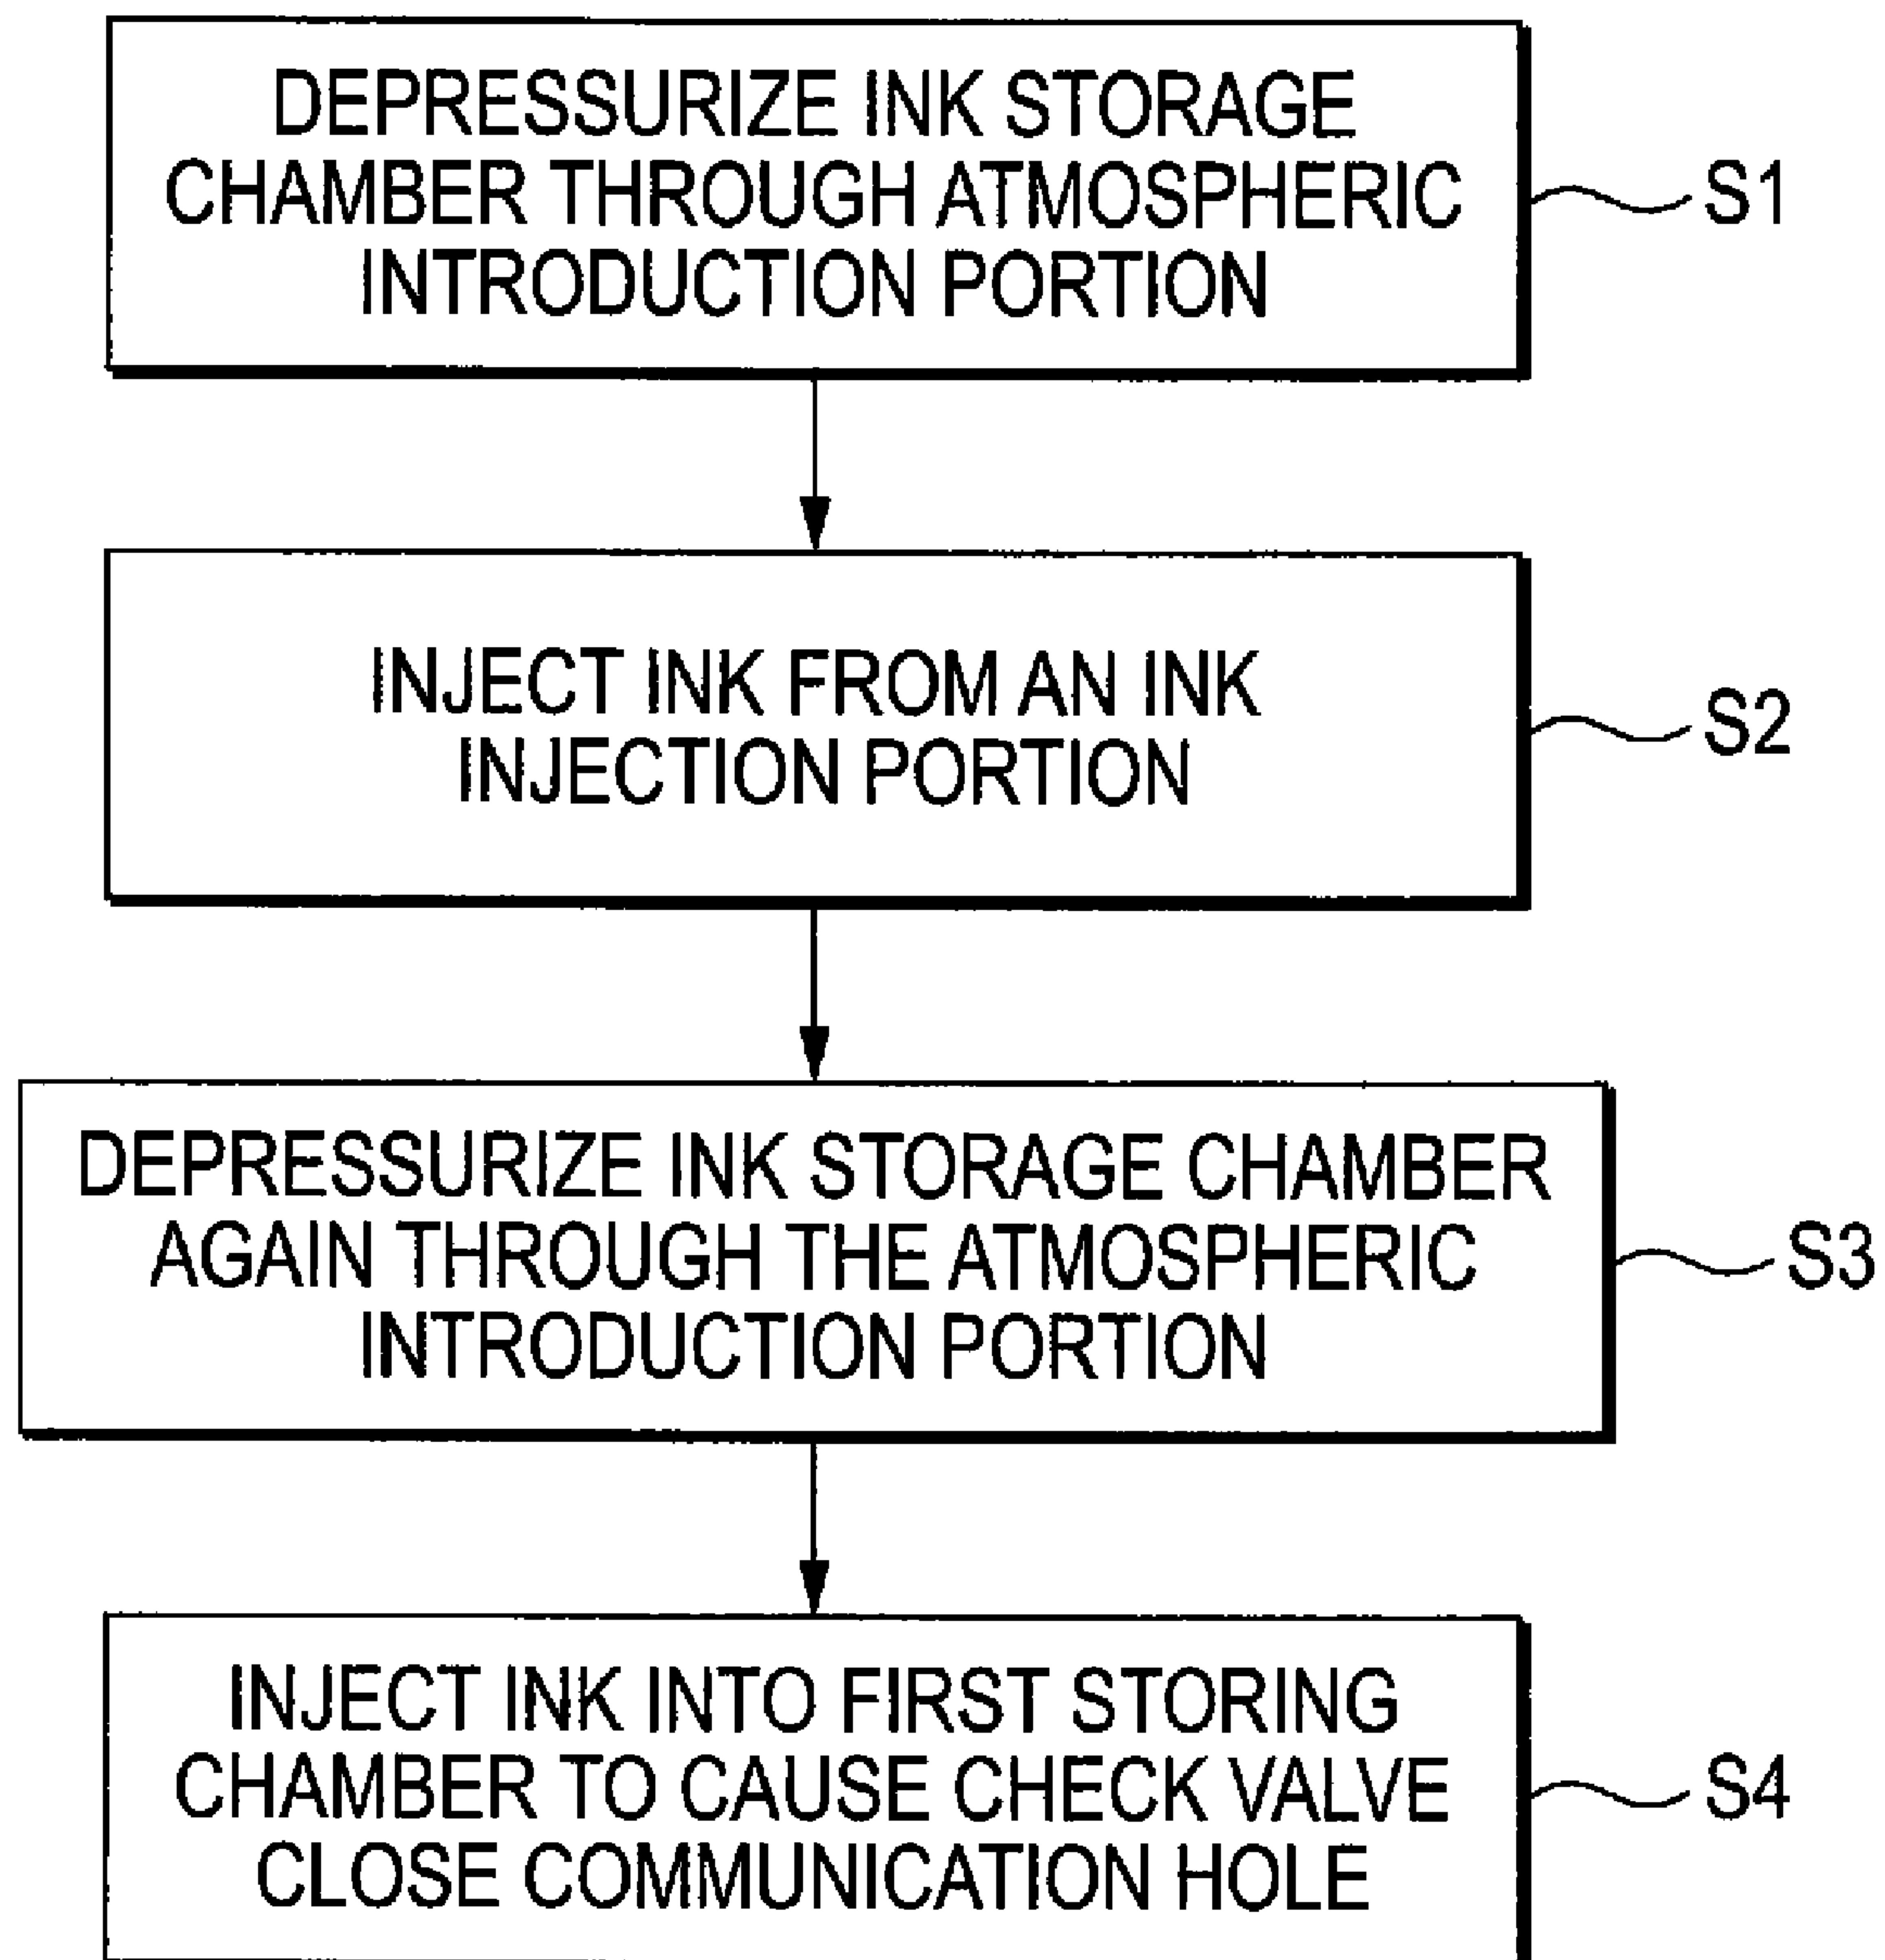 DEPRESSURIZE INK STORAGE
CHAMBER THROUGH ATMOSPHERIC
INTRODUCTION PORTION
S1
INJECT INK FROM AN INK
INJECTION PORTION
S2
DEPRESSURIZE INK STORAGE CHAMBER
AGAIN THROUGH THE ATMOSPHERIC
INTRODUCTION PORTION
S3
INJECT INK INTO FIRST STORING
CHAMBER TO CAUSE CHECK VALVE
CLOSE COMMUNICATION HOLE
S4